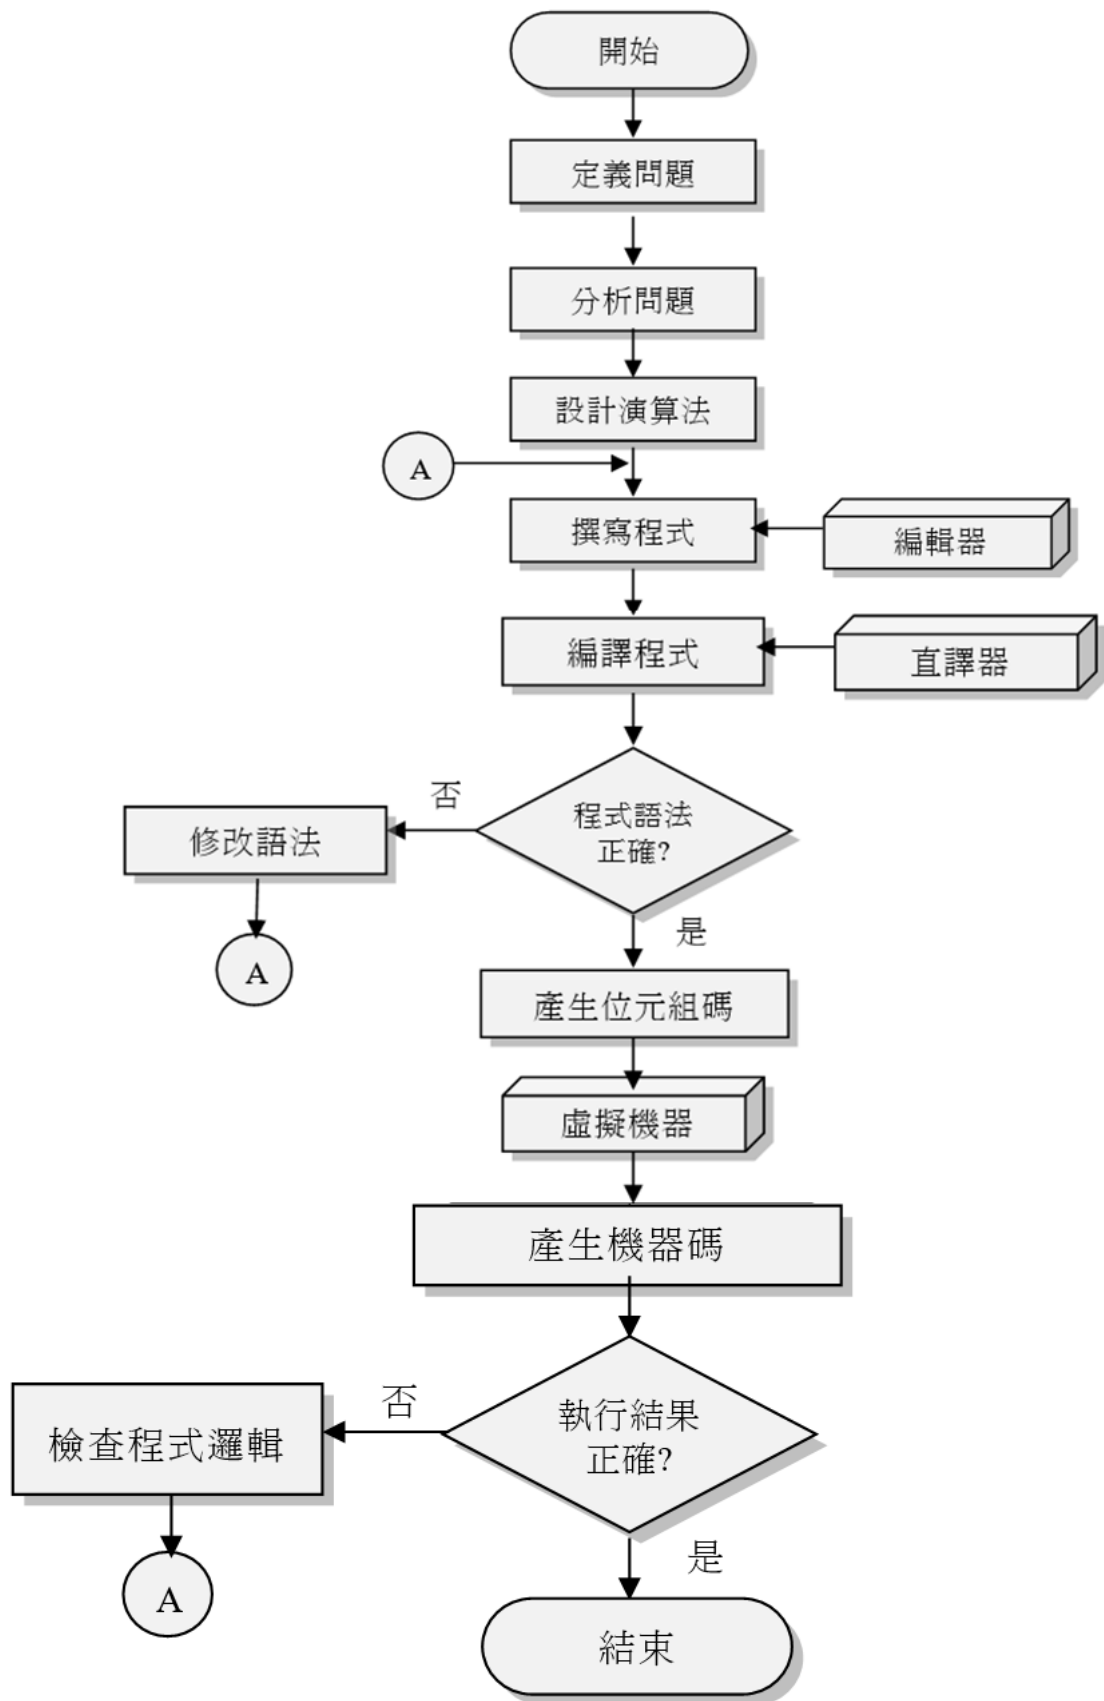 開始
定義問題
分析問題
設計演算法
A
撰寫程式
編輯器
編譯程式
直譯器
否
程式語法
正確?
修改語法
是
A
產生位元組碼
虛擬機器
產生機器碼
否
執行結果
正確?
檢查程式邏輯
是
A
結束